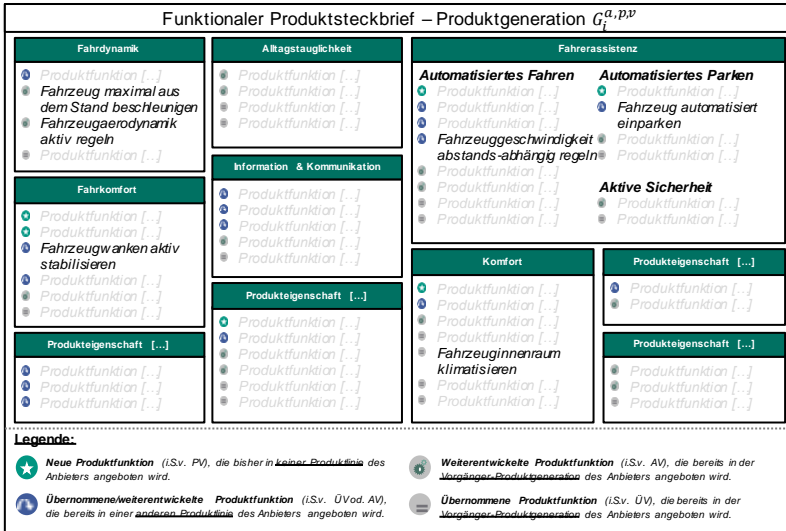 Funktionaler Produktsteckbrief – Produktgeneration G_i^{a,p,v}
Fahrdynamik
Produktfunktion […]
Fahrzeug maximal aus
dem Stand beschleunigen
Fahrzeugaerodynamik
aktiv regeln
Produktfunktion […]
Fahrkomfort
Produktfunktion […]
Produktfunktion […]
Fahrzeugwanken aktiv
stabilisieren
Produktfunktion […]
Produktfunktion […]
Produktfunktion […]
Produkteigenschaft […]
Produktfunktion […]
Produktfunktion […]
Produktfunktion […]
Alltagstauglichkeit
Produktfunktion […]
Produktfunktion […]
Produktfunktion […]
Produktfunktion […]
Information & Kommunikation
Produktfunktion […]
Produktfunktion […]
Produktfunktion […]
Produktfunktion […]
Produktfunktion […]
Produkteigenschaft […]
Produktfunktion […]
Produktfunktion […]
Produktfunktion […]
Produktfunktion […]
Produktfunktion […]
Produktfunktion […]
Fahrerassistenz
Automatisiertes Fahren
Produktfunktion […]
Produktfunktion […]
Produktfunktion […]
Fahrzeuggeschwindigkeit
abstands-abhängig regeln
Produktfunktion […]
Produktfunktion […]
Produktfunktion […]
Produktfunktion […]
Automatisiertes Parken
Produktfunktion […]
Fahrzeug automatisiert
einparken
Produktfunktion […]
Produktfunktion […]
Aktive Sicherheit
Produktfunktion […]
Produktfunktion […]
Komfort
Produktfunktion […]
Produktfunktion […]
Produktfunktion […]
Produktfunktion […]
Fahrzeuginnenraum
klimatisieren
Produktfunktion […]
Produktfunktion […]
Produkteigenschaft […]
Produktfunktion […]
Produktfunktion […]
Produkteigenschaft […]
Produktfunktion […]
Produktfunktion […]
Legende:
Neue Produktfunktion (i.S.v. PV), die bisher in keiner Produktlinie des
Anbieters angeboten wird.
Übernommene/weiterentwickelte Produktfunktion (i.S.v. ÜV od. AV),
die bereits in einer anderen Produktlinie des Anbieters angeboten wird.
Weiterentwickelte Produktfunktion (i.S.v. AV), die bereits in der
Vorgänger-Produktgeneration des Anbieters angeboten wird.
Übernommene Produktfunktion (i.S.v. ÜV), die bereits in der
Vorgänger-Produktgeneration des Anbieters angeboten wird.